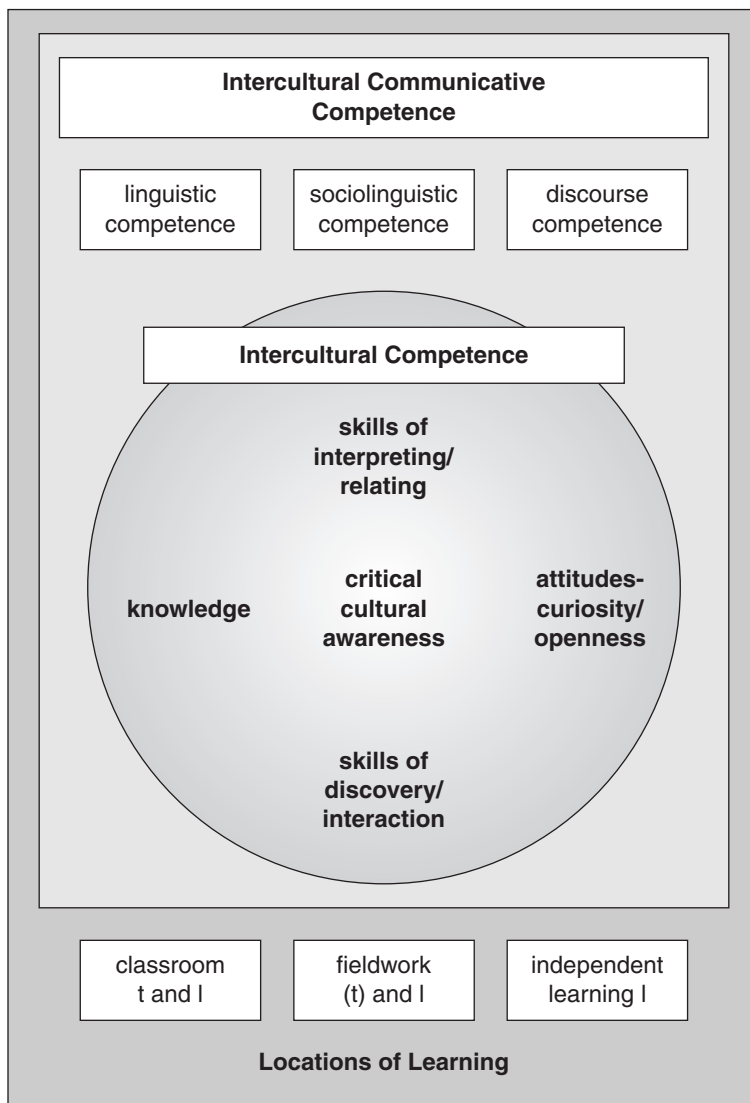 Intercultural Communicative
Competence
linguistic
competence
sociolinguistic
competence
discourse
competence
Intercultural Competence
skills of
interpreting/
relating
knowledge
critical
cultural
awareness
attitudes-
curiosity/
openness
skills of
discovery/
interaction
classroom
t and l
fieldwork
(t) and l
independent
learning l
Locations of Learning